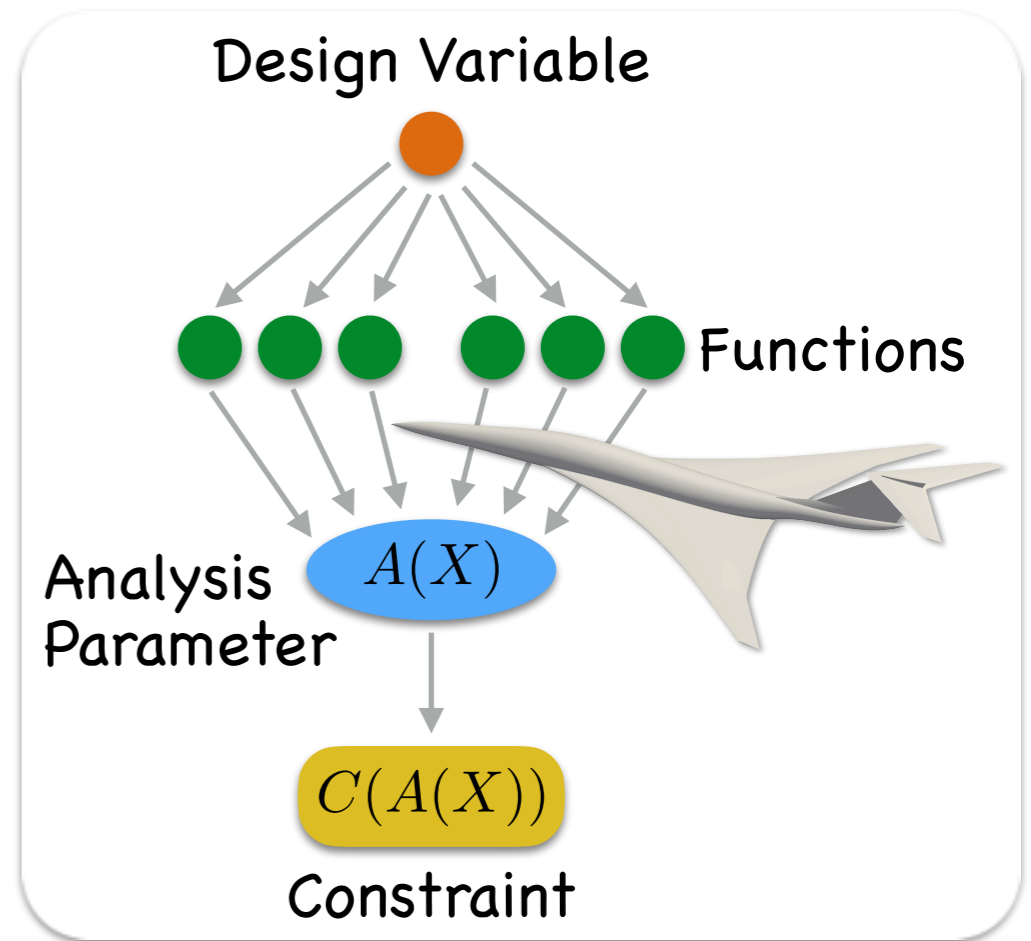 Design Variable
Functions
Analysis
Parameter
A(X)
C(A(X))
Constraint